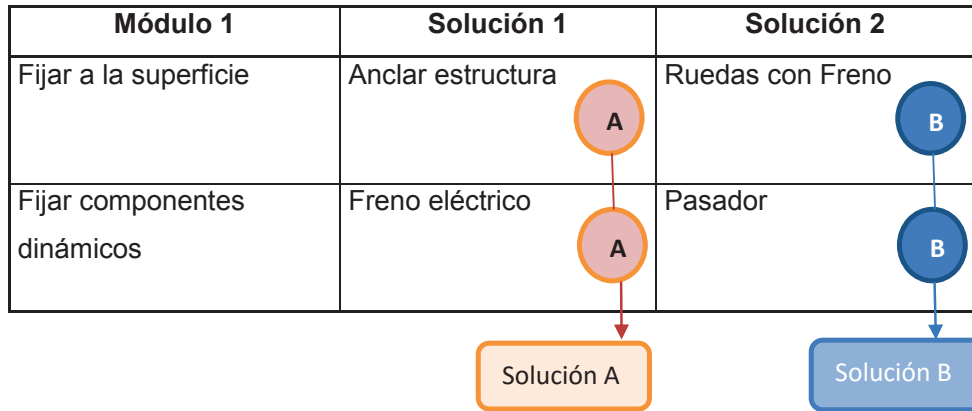 Módulo 1 Solución 1 Solución 2
Fijar a la superficie Anclar estructura Ruedas con Freno
A B
Fijar componentes Freno eléctrico Pasador
dinámicos A B
Solución A Solución B